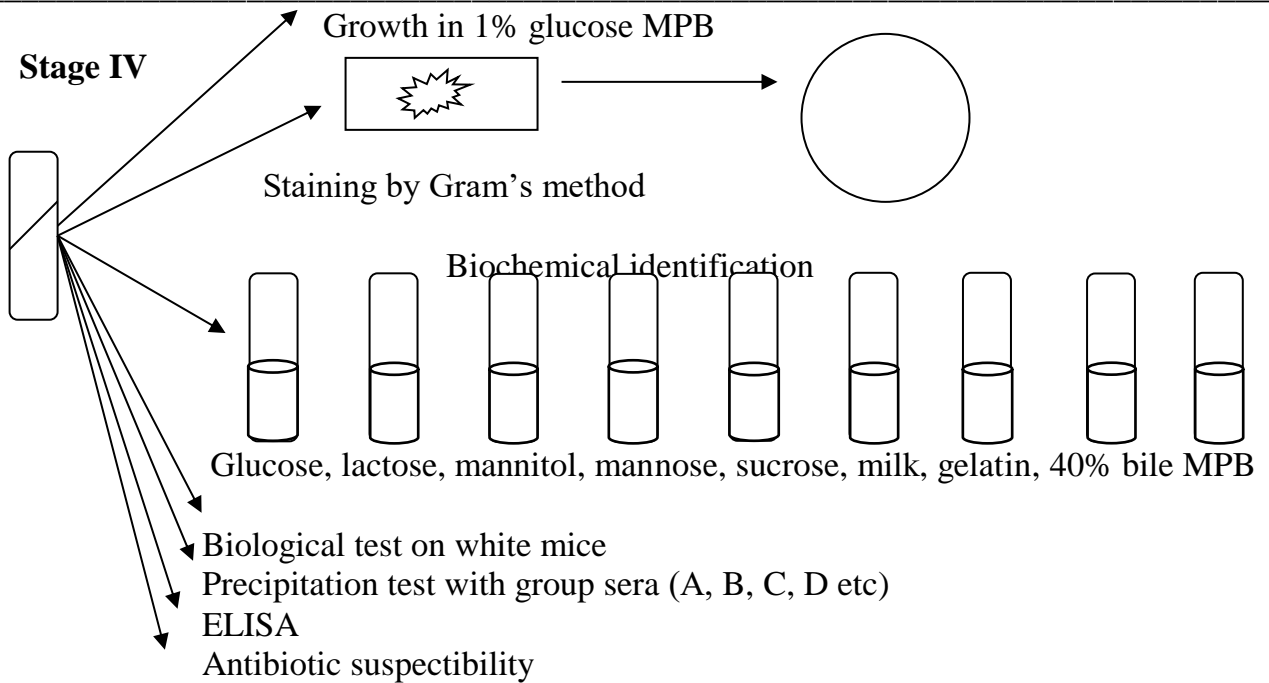 Growth in 1% glucose MPB
Stage IV
Staining by Gram's method
Biochemical identification
Glucose, lactose, mannitol, mannose, sucrose, milk, gelatin, 40% bile MPB
Biological test on white mice
Precipitation test with group sera (A, B, C, D etc)
ELISA
Antibiotic suspectibility